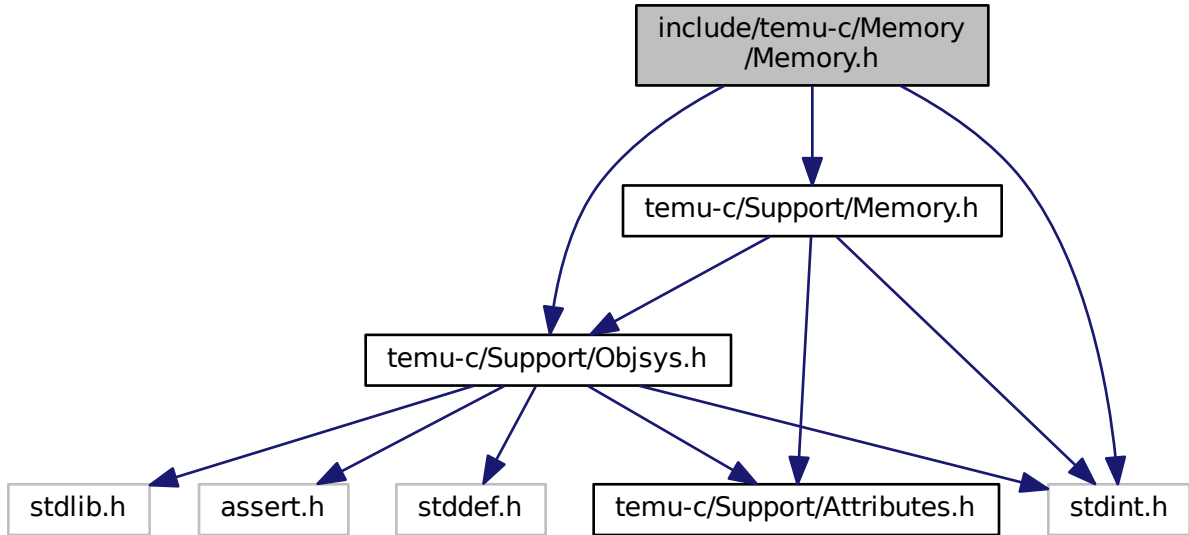 include/temu-c/Memory
/Memory.h
temu-c/Support/Memory.h
temu-c/Support/Objsys.h
stdlib.h
assert.h
stddef.h
temu-c/Support/Attributes.h
stdint.h